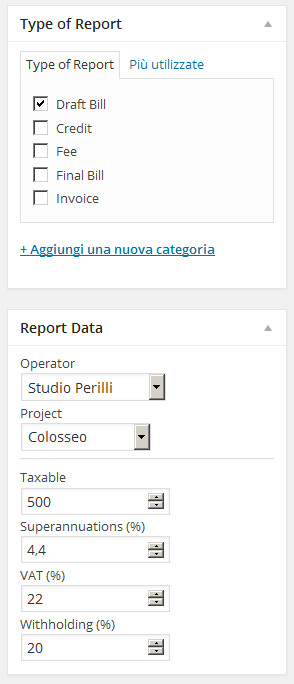 Type of Report
Type of Report Più utilizzate
Draft Bill
Credit
Fee
Final Bill
Invoice
+ Aggiungi una nuova categoria
Report Data
Operator
Studio Perilli
Project
Colosseo
Taxable
500
Superannuations (%)
4,4
VAT (%)
22
Withholding (%)
20